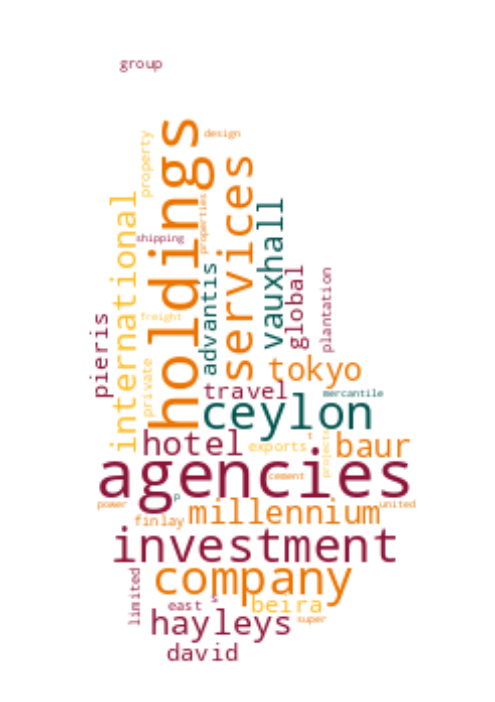 group
holdings
design
property
services
international
properties
vauxhall
shipping
advantis
global
plantation
pieris
freight
private
tokyo
travel
mercantile
ceylon
hotel
exports
t
projects
baur
agencies
cement
p
power
millennium
united
finlay
investment
company
limited
east
s
beira
hayleys
super
david